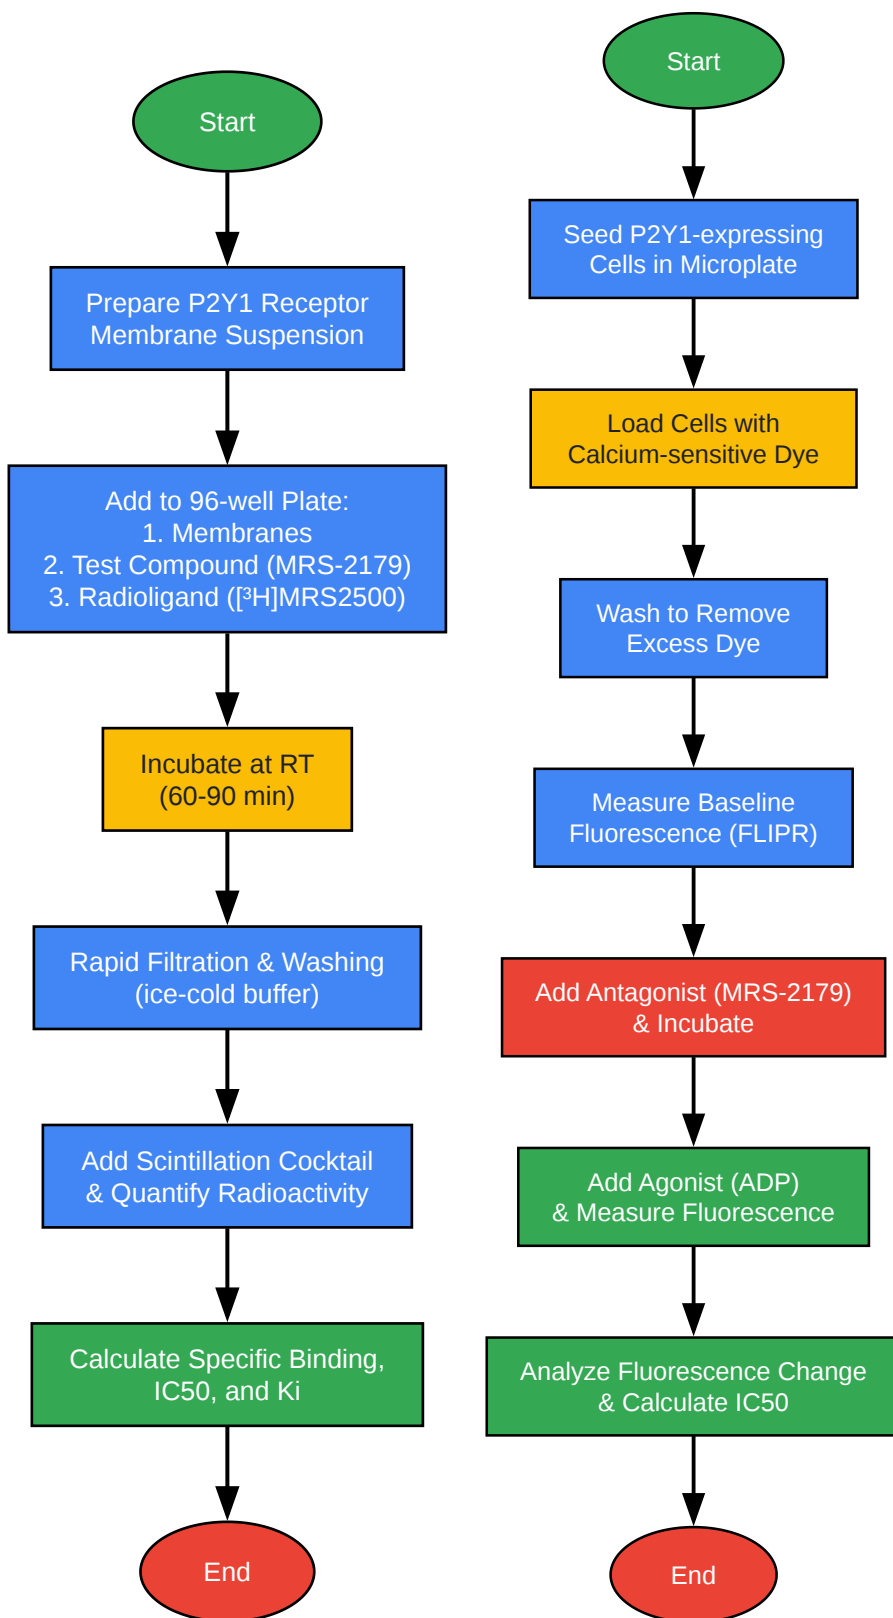 Start
Prepare P2Y1 Receptor
Membrane Suspension
Add to 96-well Plate:
1. Membranes
2. Test Compound (MRS-2179)
3. Radioligand ([³H]MRS2500)
Incubate at RT
(60-90 min)
Rapid Filtration & Washing
(ice-cold buffer)
Add Scintillation Cocktail
& Quantify Radioactivity
Calculate Specific Binding,
IC50, and Ki
End
Start
Seed P2Y1-expressing
Cells in Microplate
Load Cells with
Calcium-sensitive Dye
Wash to Remove
Excess Dye
Measure Baseline
Fluorescence (FLIPR)
Add Antagonist (MRS-2179)
& Incubate
Add Agonist (ADP)
& Measure Fluorescence
Analyze Fluorescence Change
& Calculate IC50
End